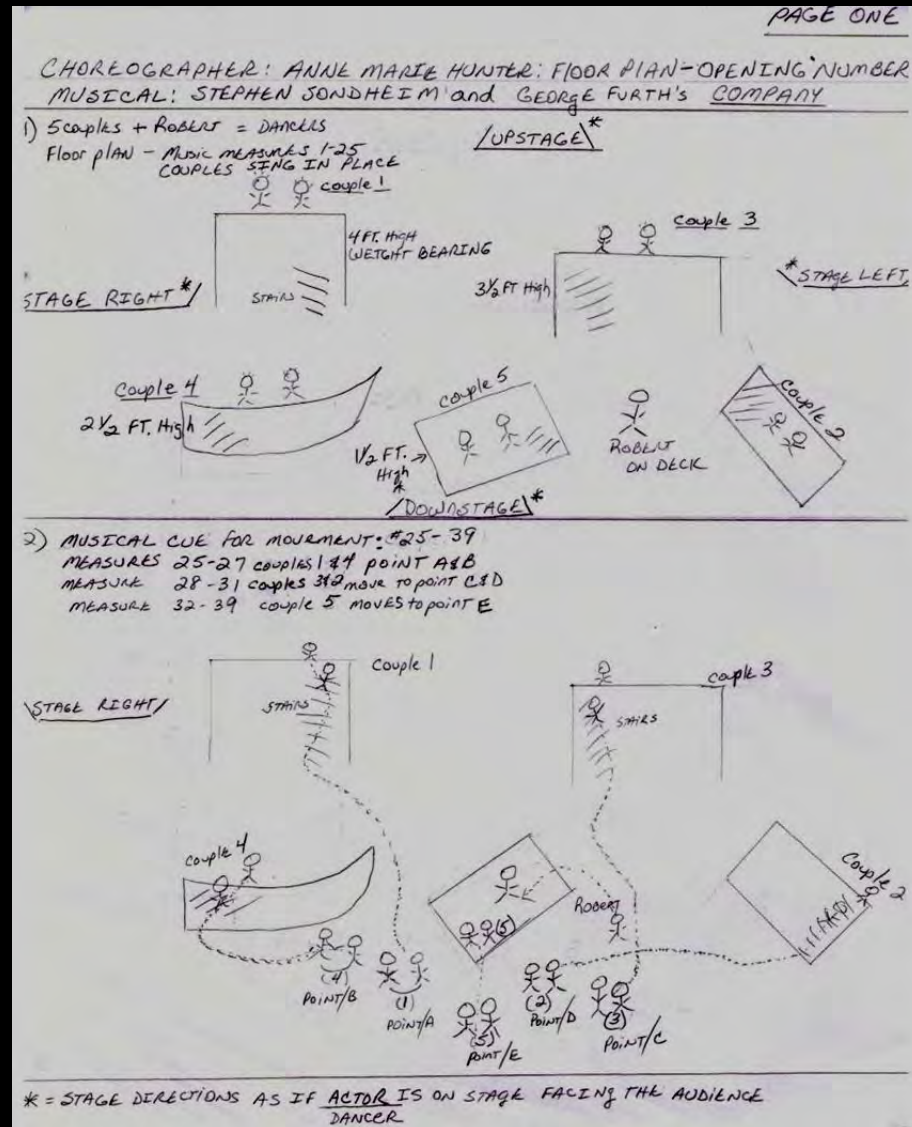 PAGE ONE
CHOREOGRAPHER: ANNE MARIE HUNTER: FLOOR PLAN-OPENING NUMBER
MUSICAL: STEPHEN SONDHEIM and GEORGE FURTH's COMPANY
1) 5 couples + ROBERT = DANCERS
Floor plAN - Music MEASURES 1-25
COUPLES SING IN PLACE
/UPSTAGE\*
couple 1
4 FT. High
WEIGHT BEARING
STAIRS
STAGE RIGHT*/
couple 3
3½ FT High
*\STAGE LEFT
Couple 4
2½ FT. High
couple 5
1½ FT. →
High
*
/DOWNSTAGE\*
ROBERT
ON DECK
couple 2
2) MUSICAL CUE FOR MOVEMENT: #25-39
MEASURES 25-27 couples 1&4 POINT A&B
MEASURE 28-31 couples 3&2 move to point C&D
MEASURE 32-39 couple 5 moves to point E
\STAGE RIGHT/
couple 1
STAIRS
couple 3
STAIRS
couple 4
(4)
POINT/B
(1)
POINT/A
(5)
Robert
(5)
POINT/E
(2)
POINT/D
(3)
POINT/C
Couple 2
* = STAGE DIRECTIONS AS IF ACTOR IS ON STAGE FACING THE AUDIENCE
DANCER